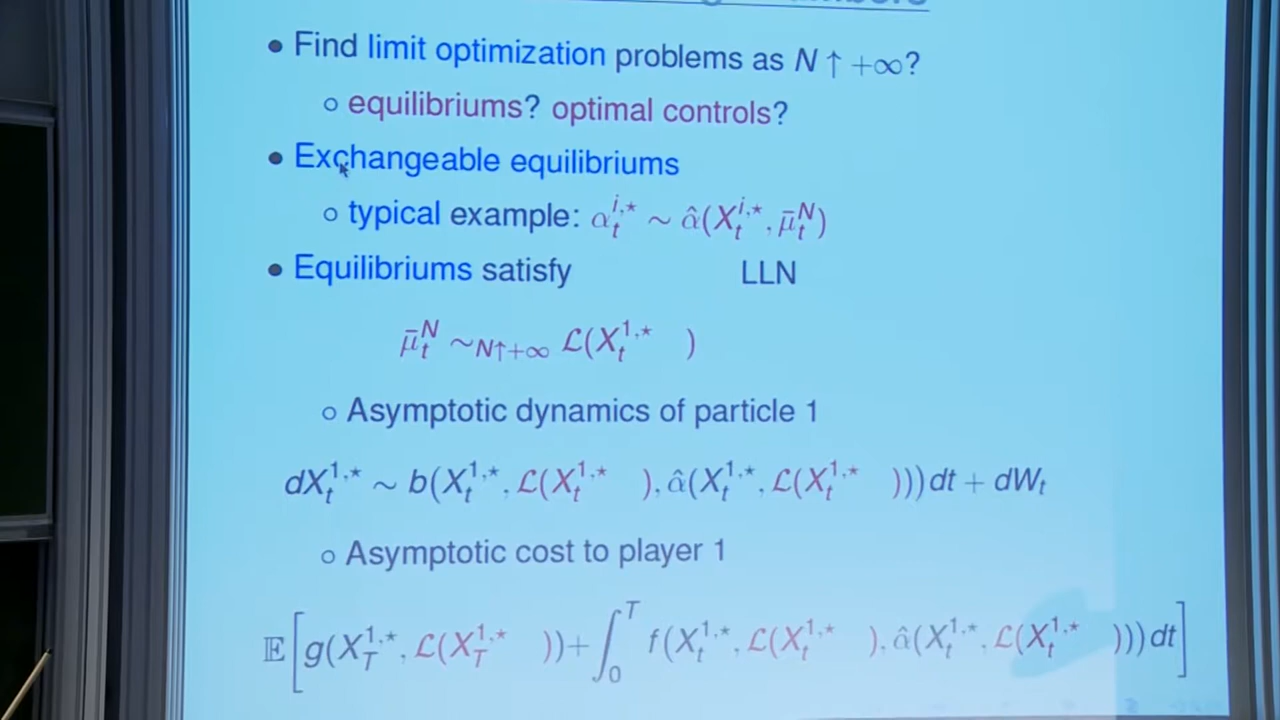 • Find limit optimization problems as N ↑ +∞?
∘ equilibriums? optimal controls?
• Exchangeable equilibriums
∘ typical example: α_t^{i,⋆} ∼ α̂(X_t^{i,⋆}, μ̄_t^N)
• Equilibriums satisfy LLN
μ̄_t^N ∼_{N↑+∞} ℒ(X_t^{1,⋆} )
∘ Asymptotic dynamics of particle 1
dX_t^{1,⋆} ∼ b(X_t^{1,⋆}, ℒ(X_t^{1,⋆} ), α̂(X_t^{1,⋆}, ℒ(X_t^{1,⋆} )))dt + dW_t
∘ Asymptotic cost to player 1
𝔼[g(X_T^{1,⋆}, ℒ(X_T^{1,⋆} )) + ∫_0^T f(X_t^{1,⋆}, ℒ(X_t^{1,⋆} ), α̂(X_t^{1,⋆}, ℒ(X_t^{1,⋆} )))dt]